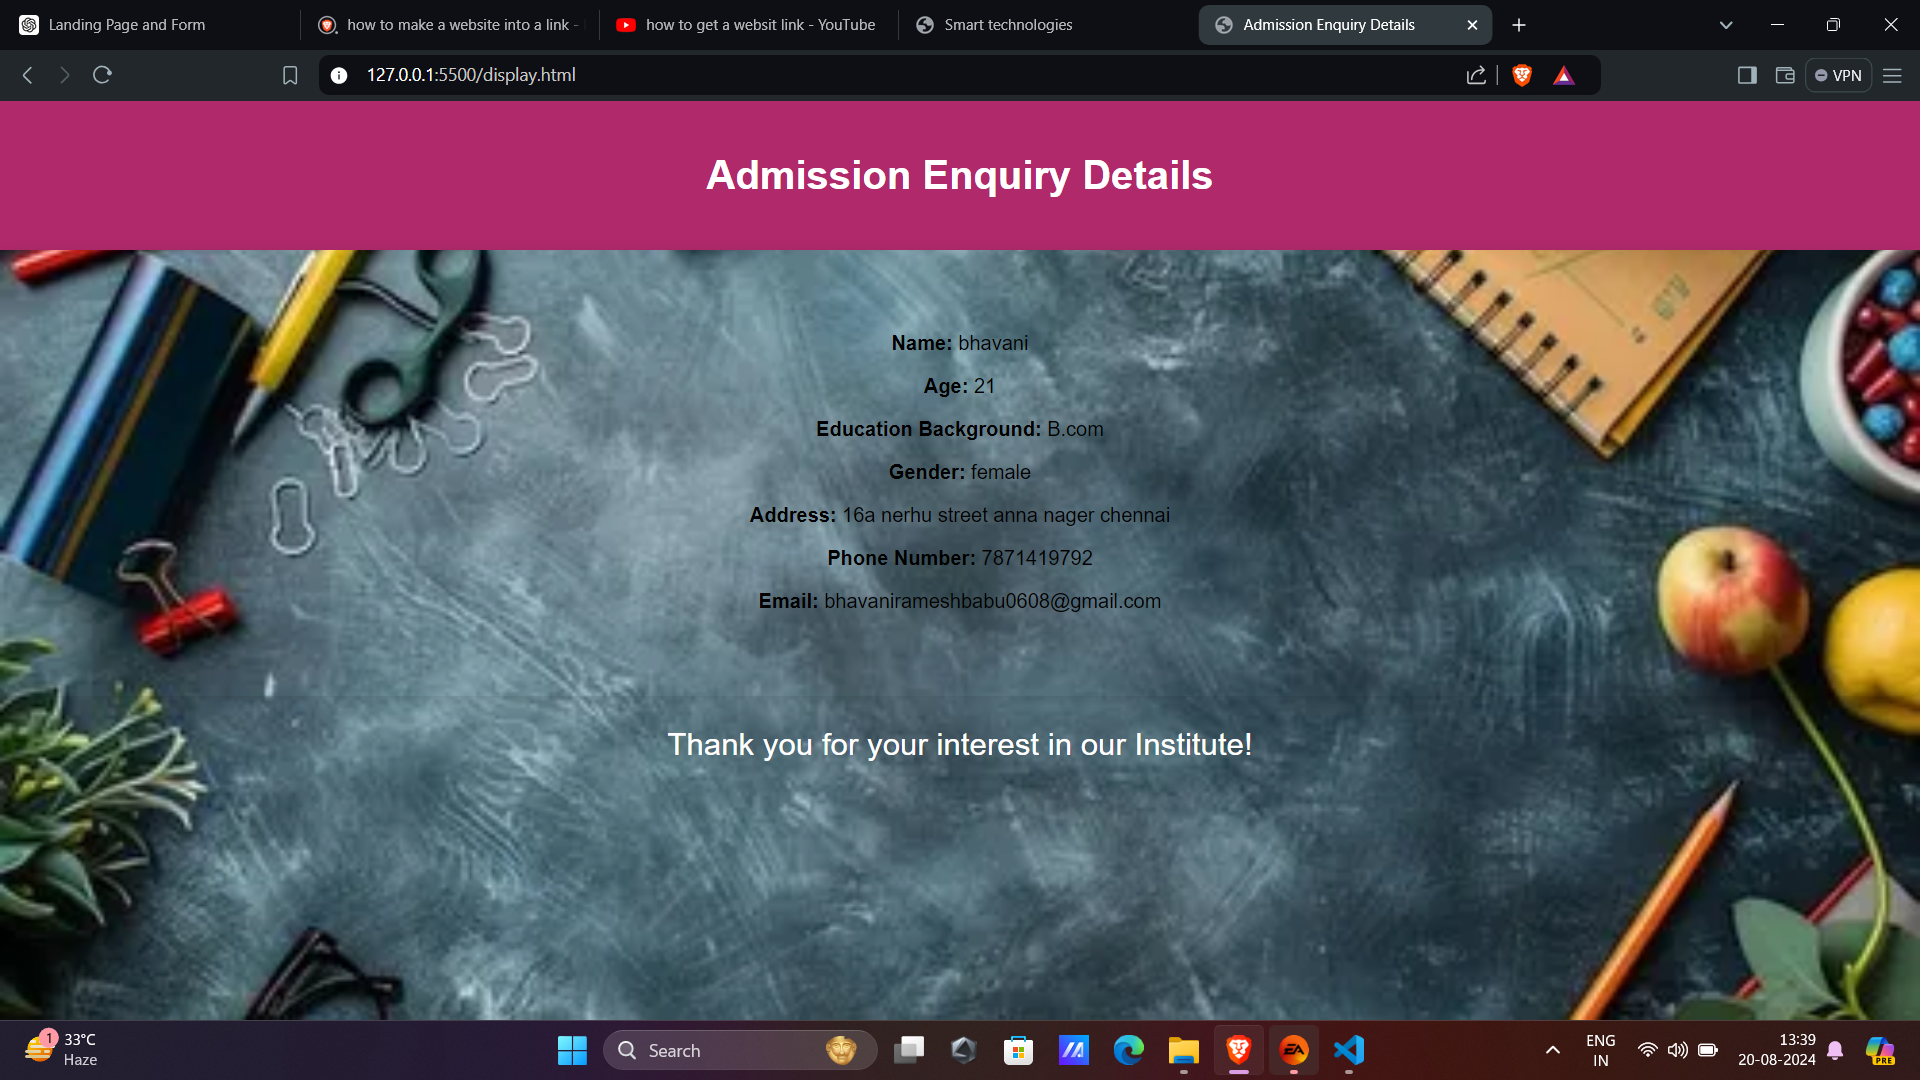 Landing Page and Form
how to make a website into a link -
how to get a websit link - YouTube
Smart technologies
Admission Enquiry Details
127.0.0.1:5500/display.html
VPN
Admission Enquiry Details
Name: bhavani
Age: 21
Education Background: B.com
Gender: female
Address: 16a nerhu street anna nager chennai
Phone Number: 7871419792
Email: bhavanirameshbabu0608@gmail.com
Thank you for your interest in our Institute!
1
33°C
Haze
Search
EA
ENG
IN
13:39
20-08-2024
PRE